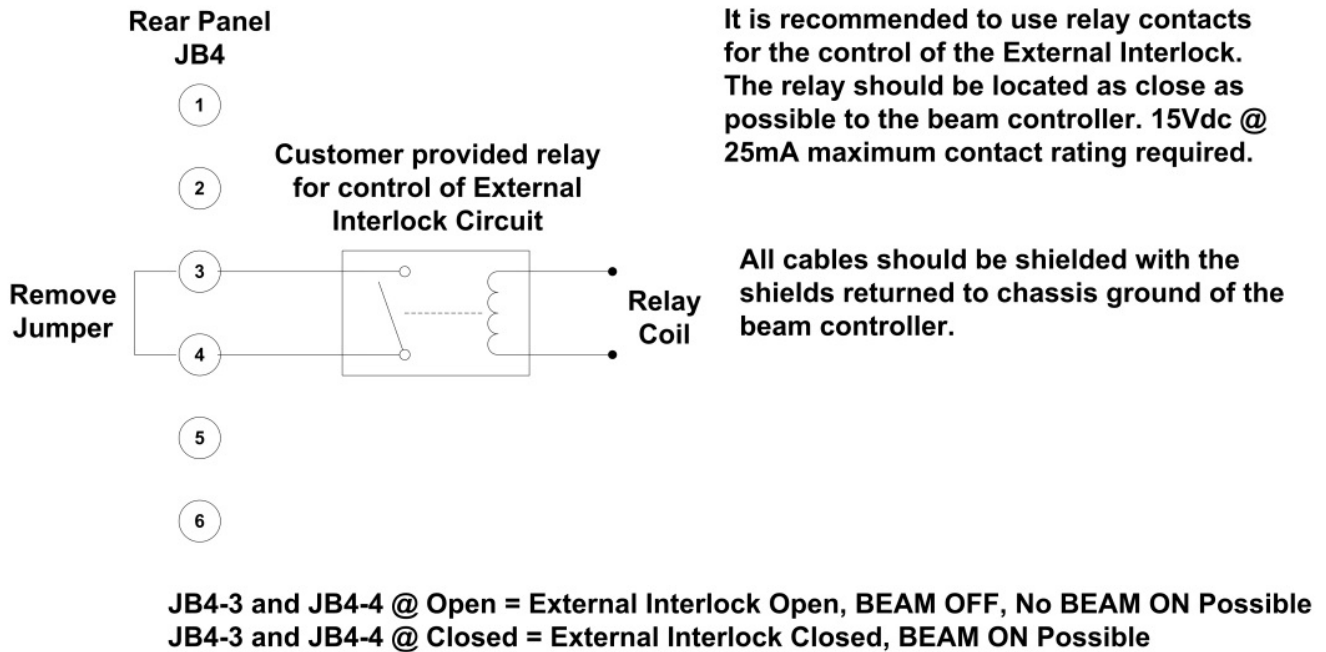 Rear Panel
JB4
1
2
3
4
5
6
Remove
Jumper
Customer provided relay
for control of External
Interlock Circuit
Relay
Coil
It is recommended to use relay contacts
for the control of the External Interlock.
The relay should be located as close as
possible to the beam controller. 15Vdc @
25mA maximum contact rating required.
All cables should be shielded with the
shields returned to chassis ground of the
beam controller.
JB4-3 and JB4-4 @ Open = External Interlock Open, BEAM OFF, No BEAM ON Possible
JB4-3 and JB4-4 @ Closed = External Interlock Closed, BEAM ON Possible